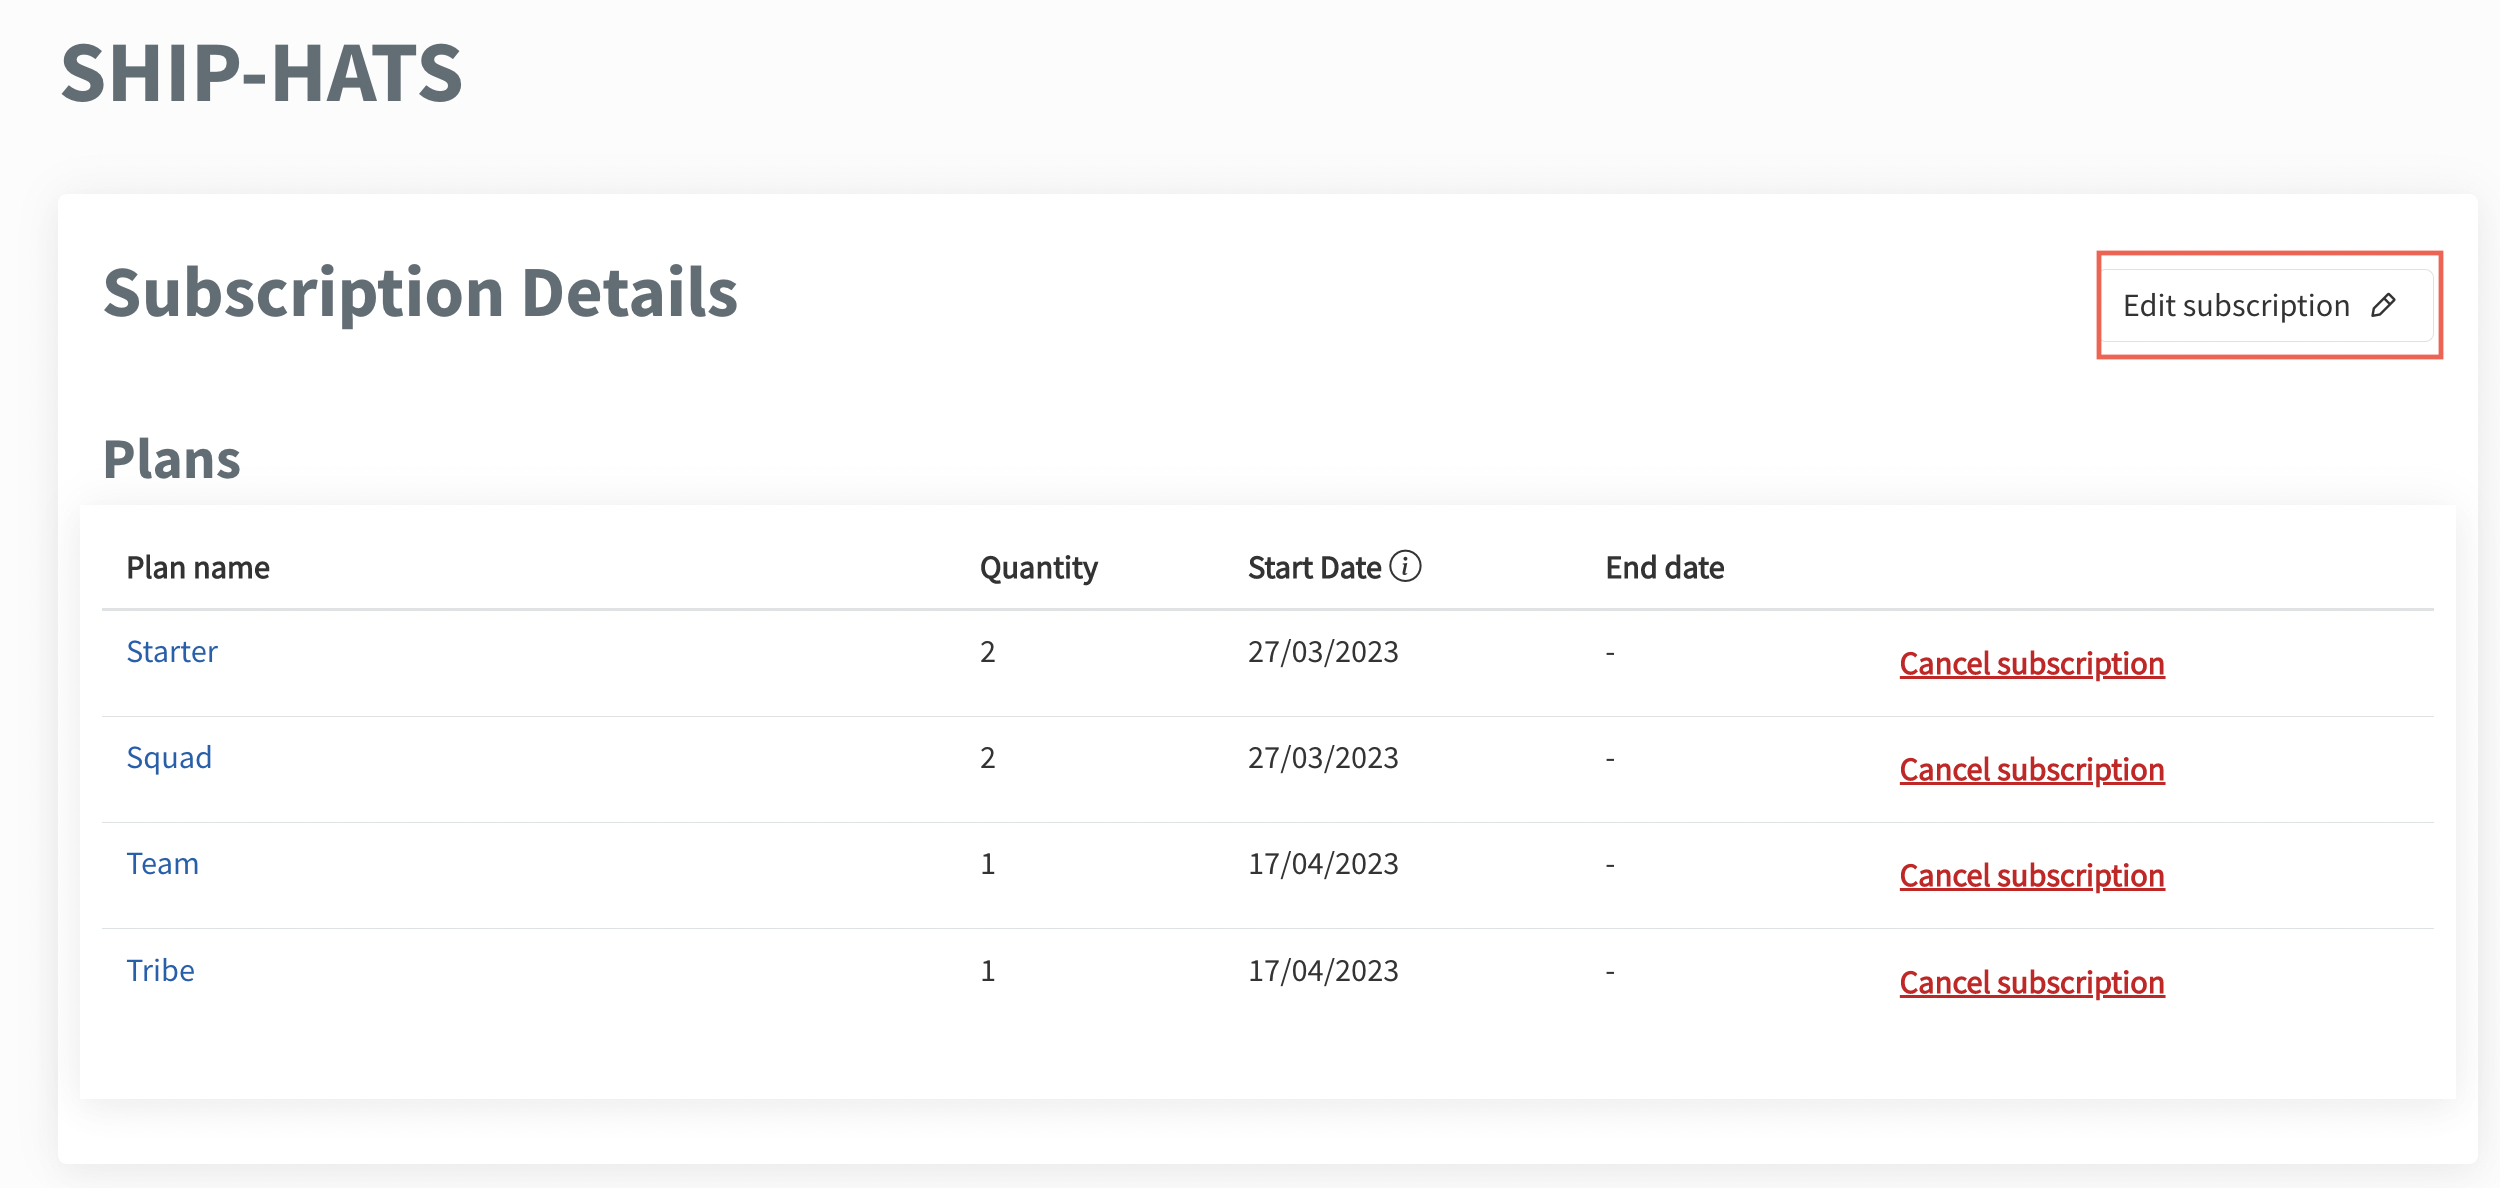 SHIP-HATS
Subscription Details
Edit subscription
Plans
Plan name Quantity Start Date i End date
Starter 2 27/03/2023 - Cancel subscription
Squad 2 27/03/2023 - Cancel subscription
Team 1 17/04/2023 - Cancel subscription
Tribe 1 17/04/2023 - Cancel subscription